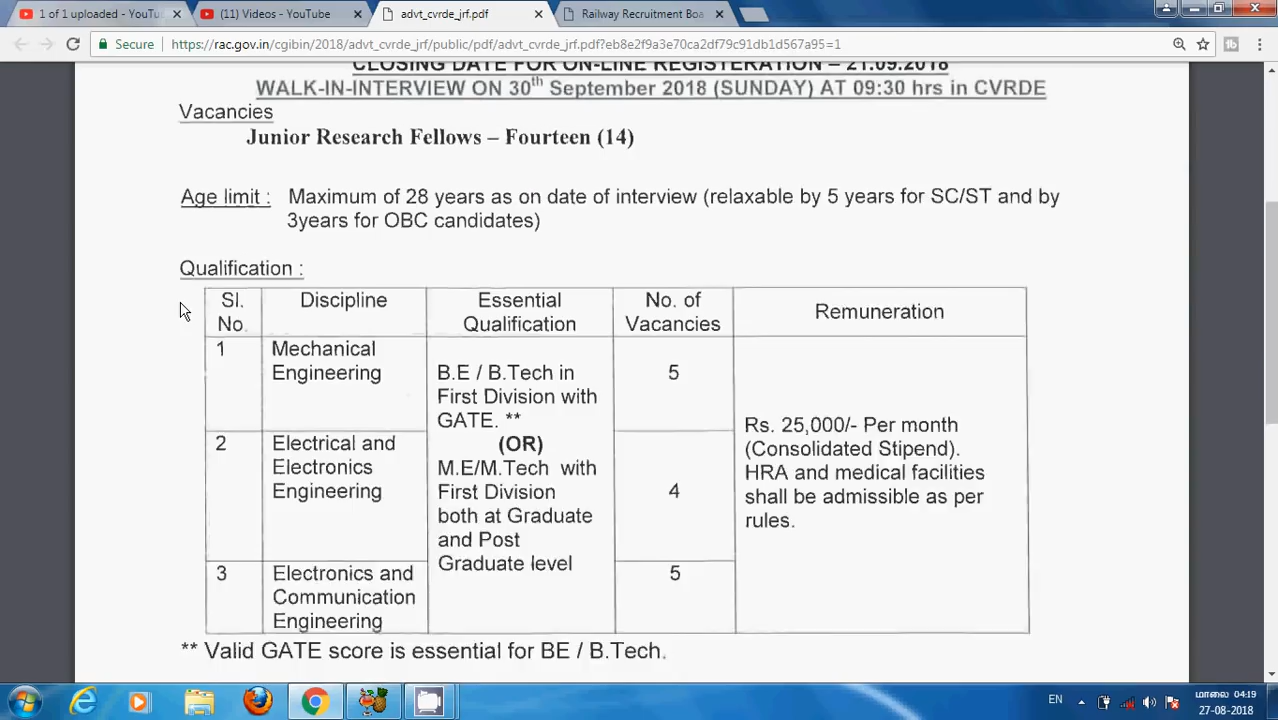 1 of 1 uploaded - YouTu
(11) Videos - YouTube
advt_cvrde_jrf.pdf
Railway Recruitment Boa
Secure
https://rac.gov.in/cgibin/2018/advt_cvrde_jrf/public/pdf/advt_cvrde_jrf.pdf?eb8e2f9a3e70ca2df79c91db1d567a95=1
CLOSING DATE FOR ON-LINE REGISTERATION – 21.09.2018
WALK-IN-INTERVIEW ON 30th September 2018 (SUNDAY) AT 09:30 hrs in CVRDE
Vacancies
Junior Research Fellows – Fourteen (14)
Age limit : Maximum of 28 years as on date of interview (relaxable by 5 years for SC/ST and by
3years for OBC candidates)
Qualification :
Sl.
No.
Discipline
Essential
Qualification
No. of
Vacancies
Remuneration
1
Mechanical
Engineering
B.E / B.Tech in
First Division with
GATE. **
(OR)
M.E/M.Tech with
First Division
both at Graduate
and Post
Graduate level
5
Rs. 25,000/- Per month
(Consolidated Stipend).
HRA and medical facilities
shall be admissible as per
rules.
2
Electrical and
Electronics
Engineering
4
3
Electronics and
Communication
Engineering
5
** Valid GATE score is essential for BE / B.Tech.
EN
மாலை 04:19
27-08-2018